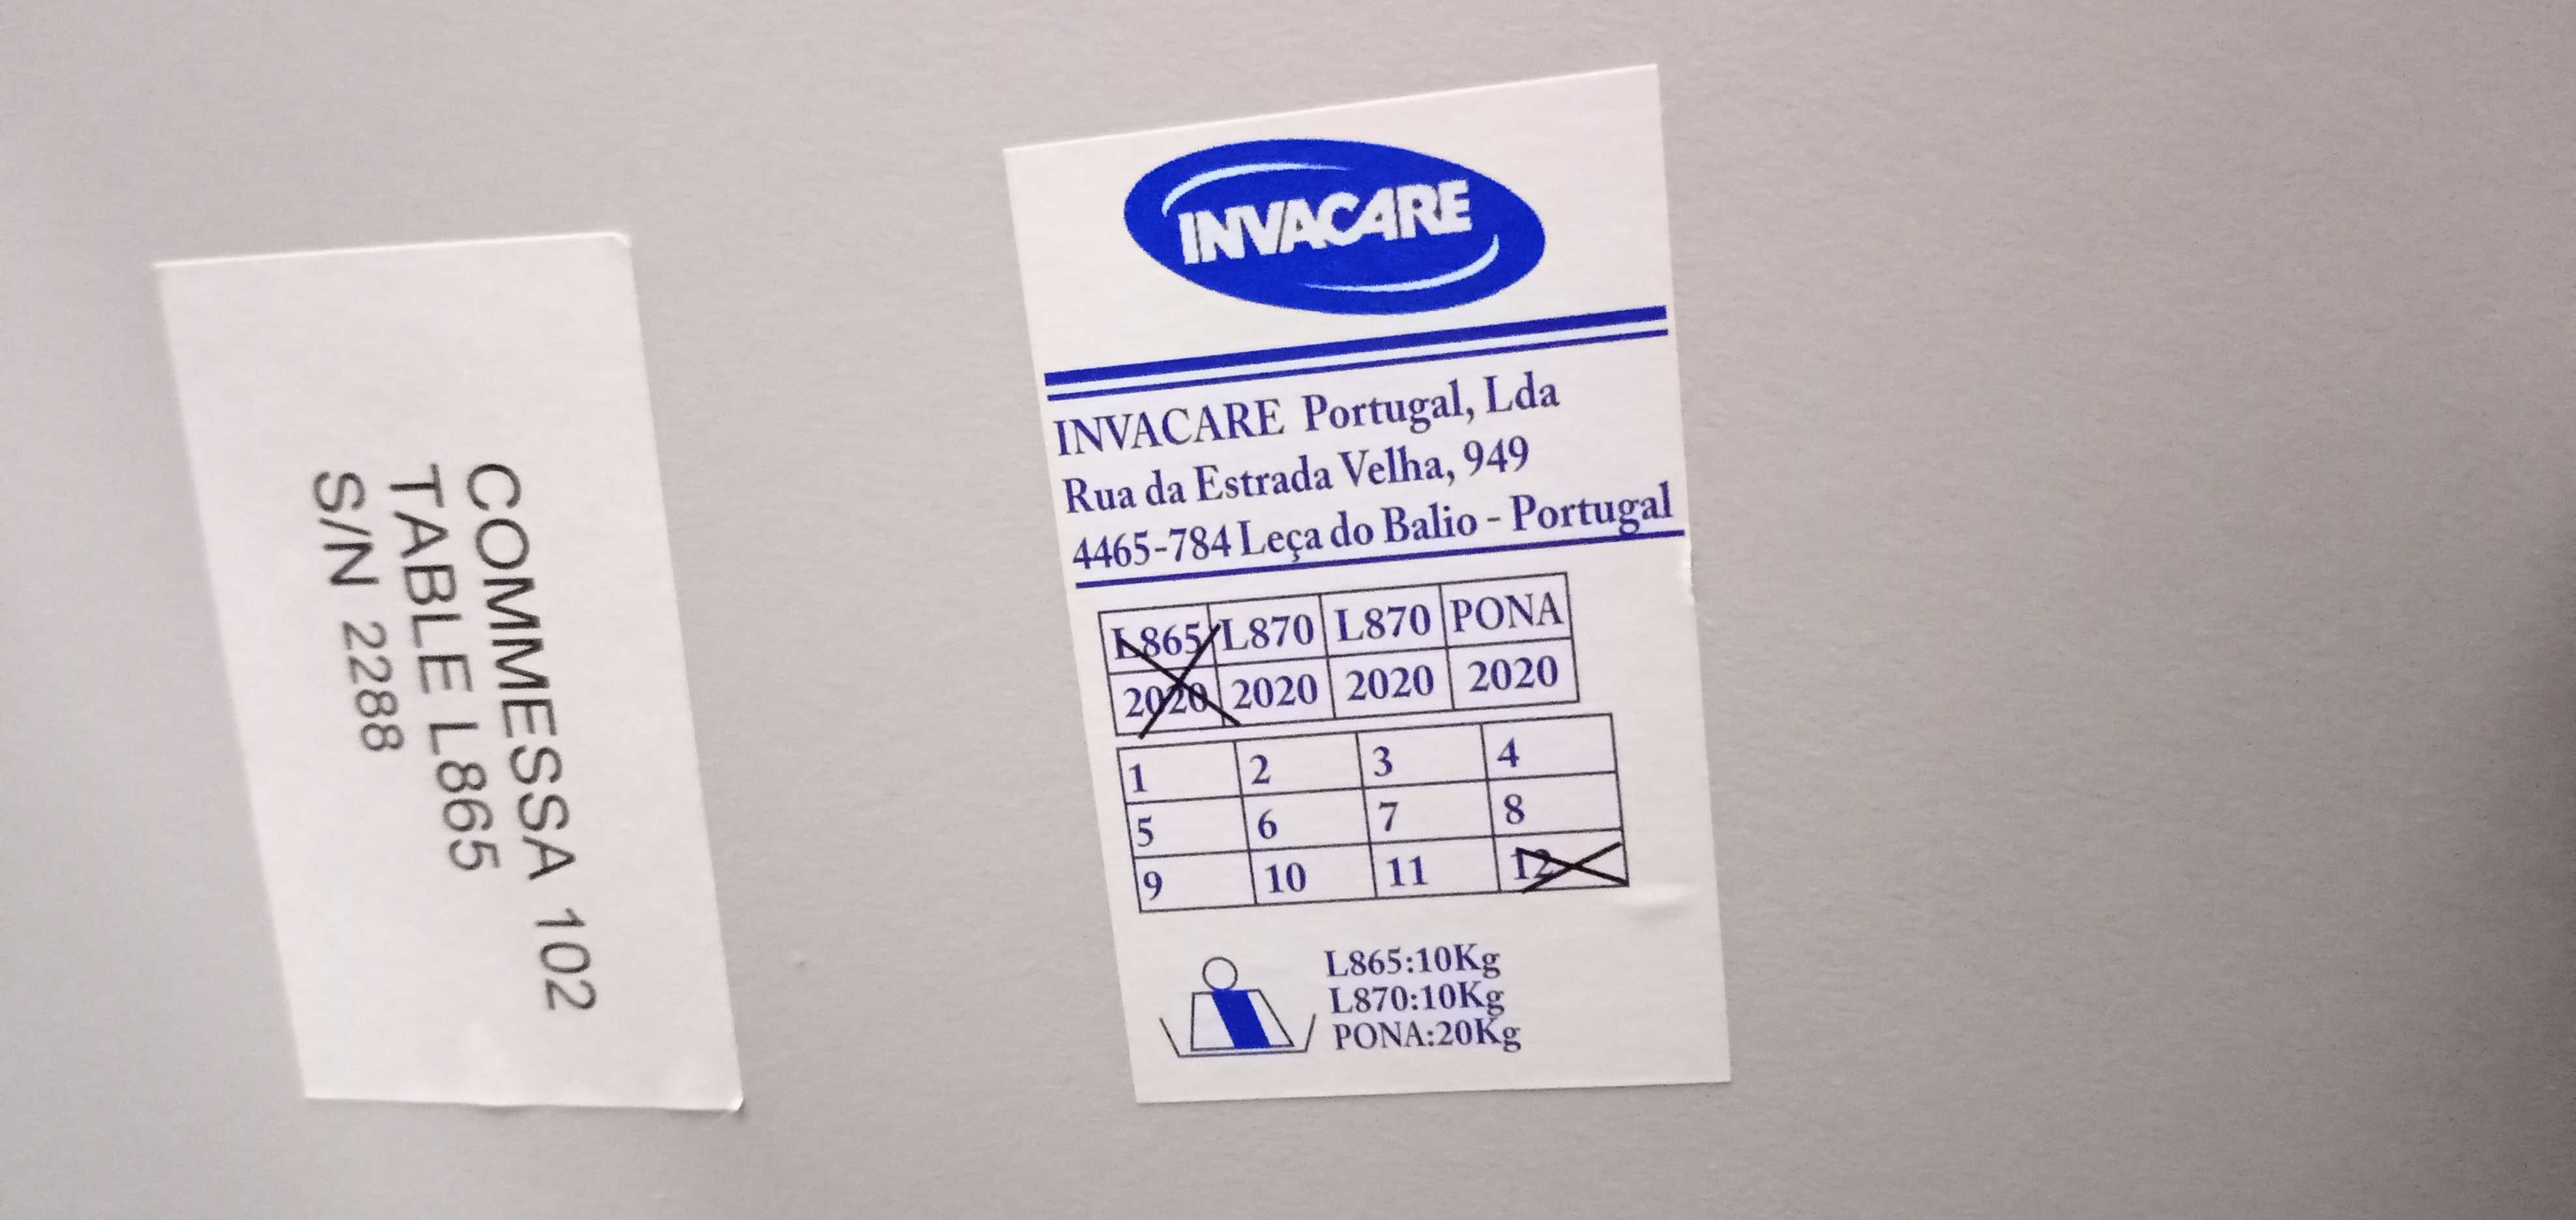 COMMESSA 102
TABLE L865
S/N 2288
INVACARE
INVACARE Portugal, Lda
Rua da Estrada Velha, 949
4465-784 Leça do Balio - Portugal
L865 L870 L870 PONA
2020 2020 2020 2020
1 2 3 4
5 6 7 8
9 10 11 12
L865:10Kg
L870:10Kg
PONA:20Kg